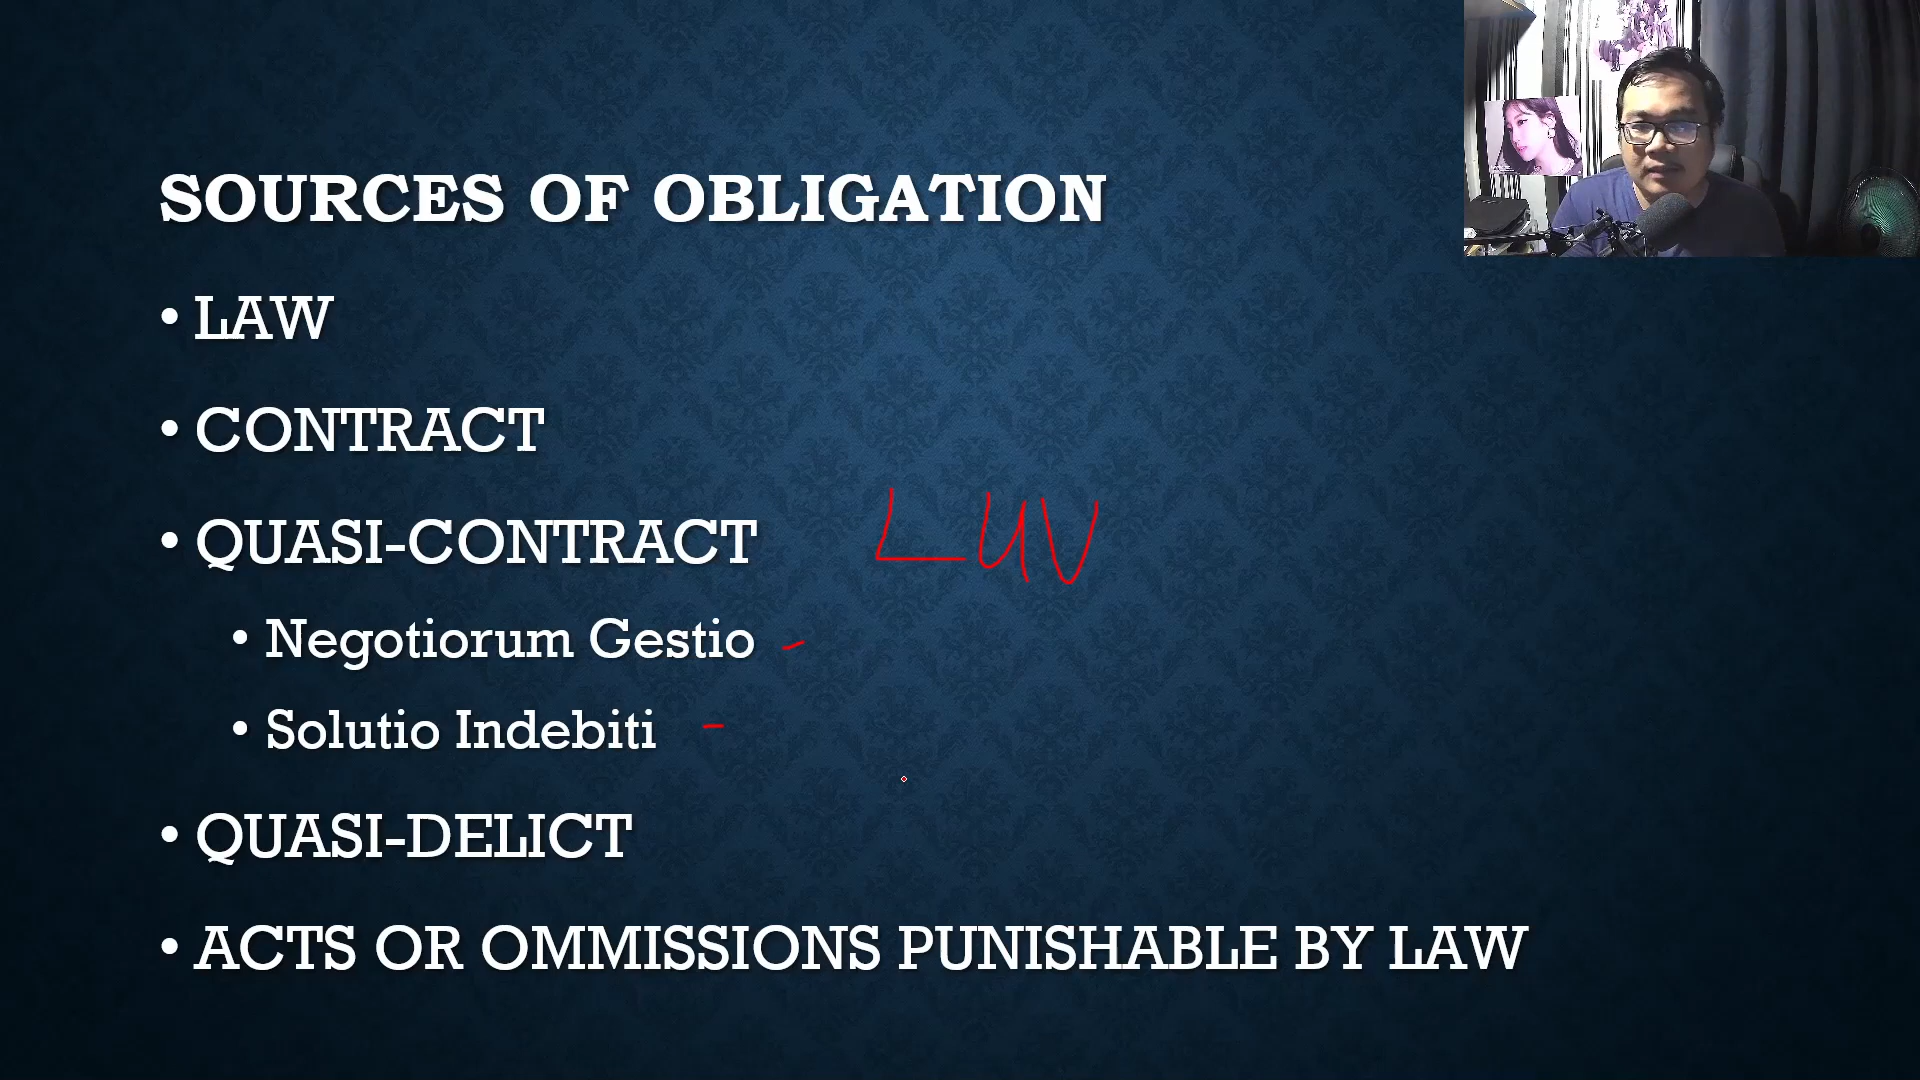 SOURCES OF OBLIGATION
• LAW
• CONTRACT
• QUASI-CONTRACT
LUV
• Negotiorum Gestio -
• Solutio Indebiti -
• QUASI-DELICT
• ACTS OR OMMISSIONS PUNISHABLE BY LAW